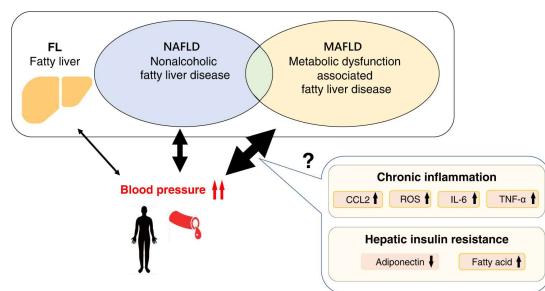 FL
Fatty liver
NAFLD
Nonalcoholic
fatty liver disease
MAFLD
Metabolic dysfunction
associated
fatty liver disease
Blood pressure
?
Chronic inflammation
CCL2
ROS
IL-6
TNF-α
Hepatic insulin resistance
Adiponectin
Fatty acid